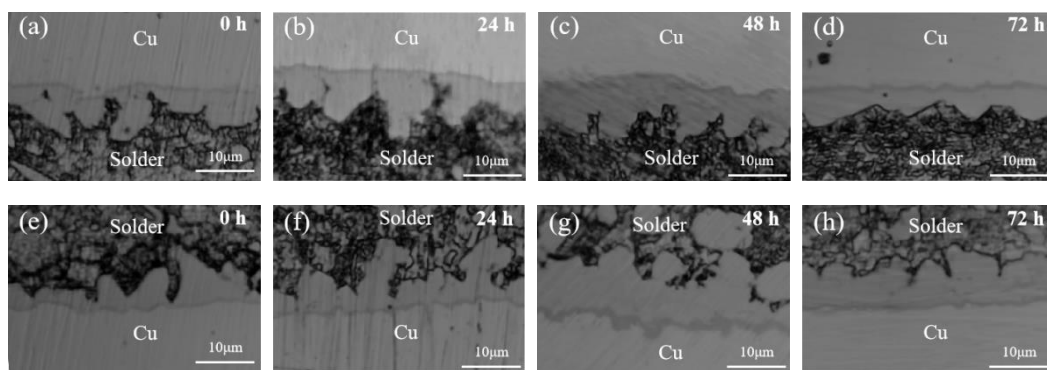 (a) 0 h
Cu
Solder
10μm
(b) 24 h
Cu
Solder
10μm
(c) 48 h
Cu
Solder
10μm
(d) 72 h
Cu
Solder
10μm
(e) Solder 0 h
Cu
10μm
(f) Solder 24 h
Cu
10μm
(g) Solder 48 h
Cu
10μm
(h) Solder 72 h
Cu
10μm